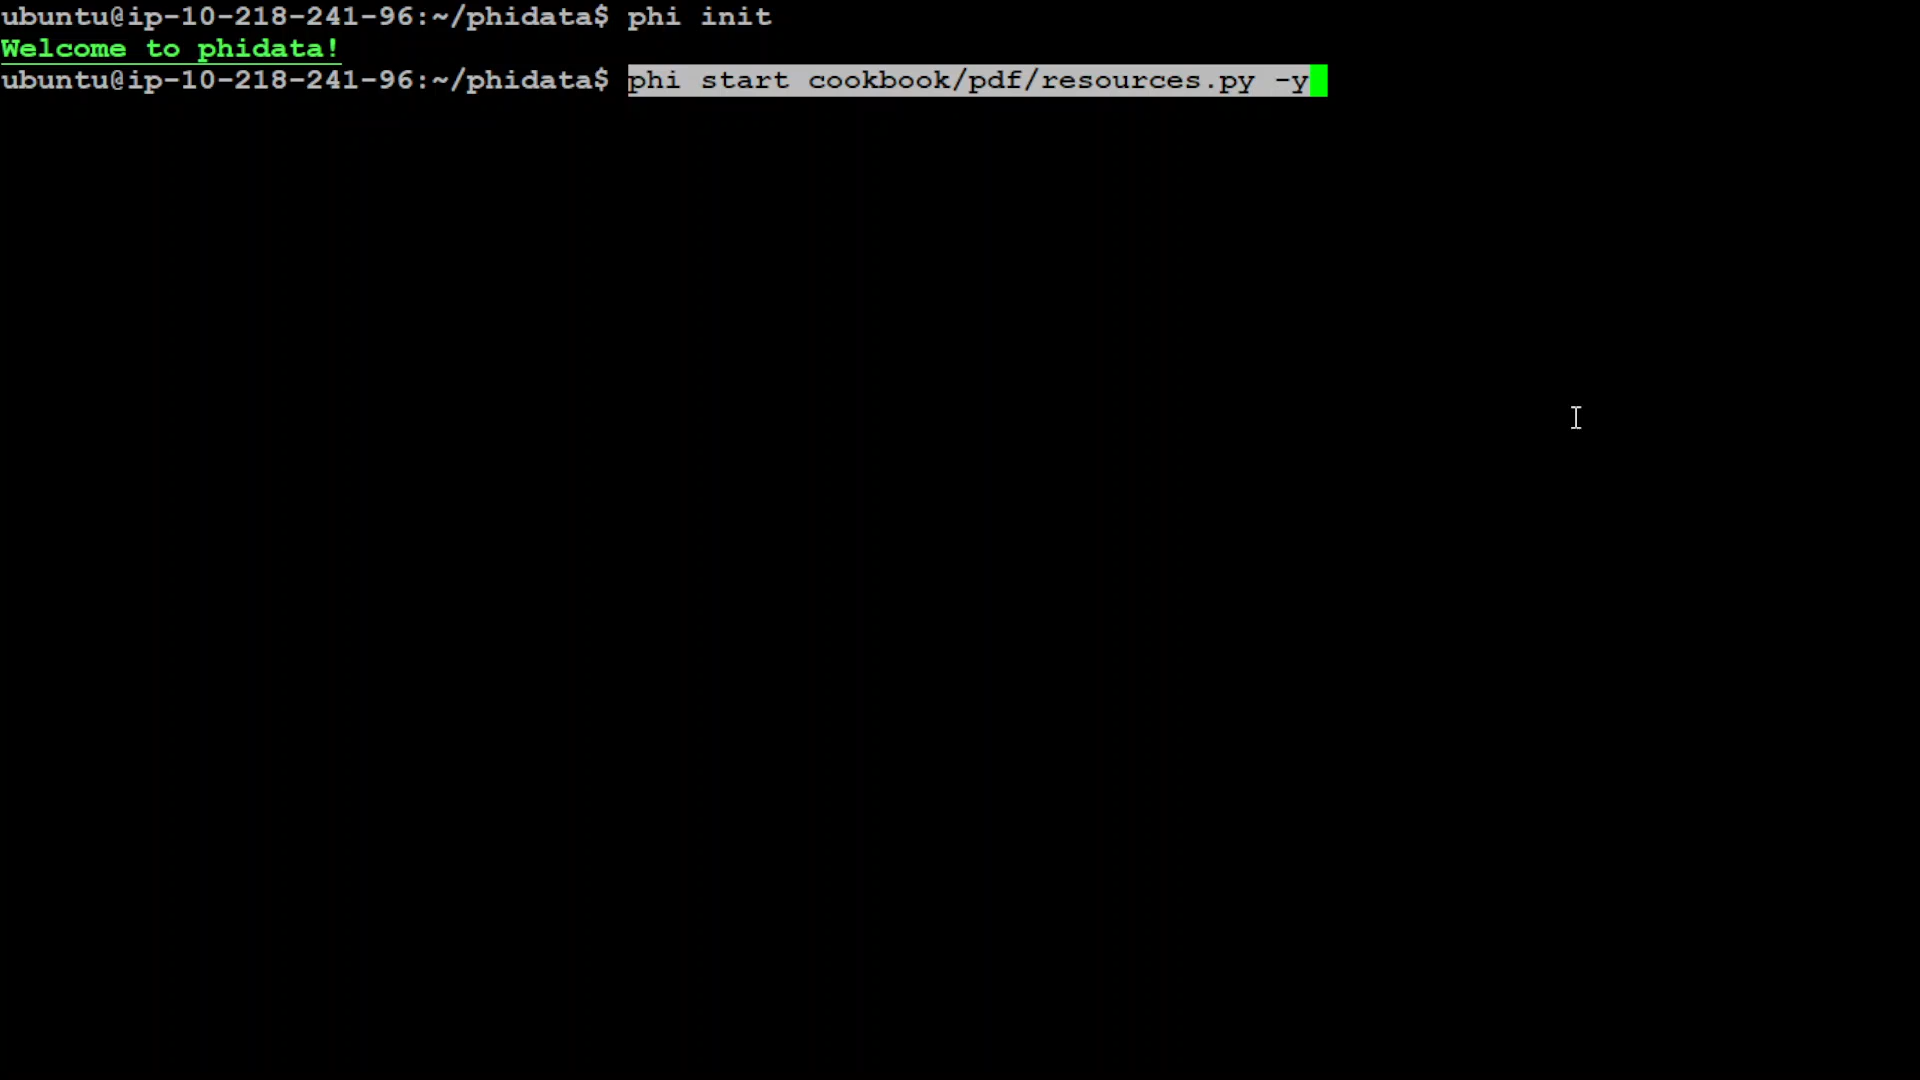 ubuntu@ip-10-218-241-96:~/phidata$ phi init
Welcome to phidata!
ubuntu@ip-10-218-241-96:~/phidata$ phi start cookbook/pdf/resources.py -y